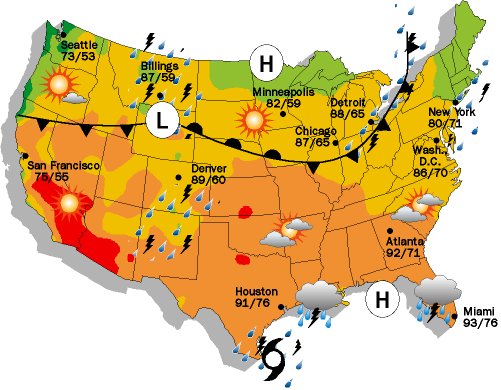 Seattle
73/53
Billings
87/59
H
Minneapolis
82/59
Detroit
88/65
New York
80/71
L
Chicago
87/65
Wash.,
D.C.
86/70
San Francisco
75/55
Deriver
89/60
Atlanta
92/71
Houston
91/76
H
Miami
93/76